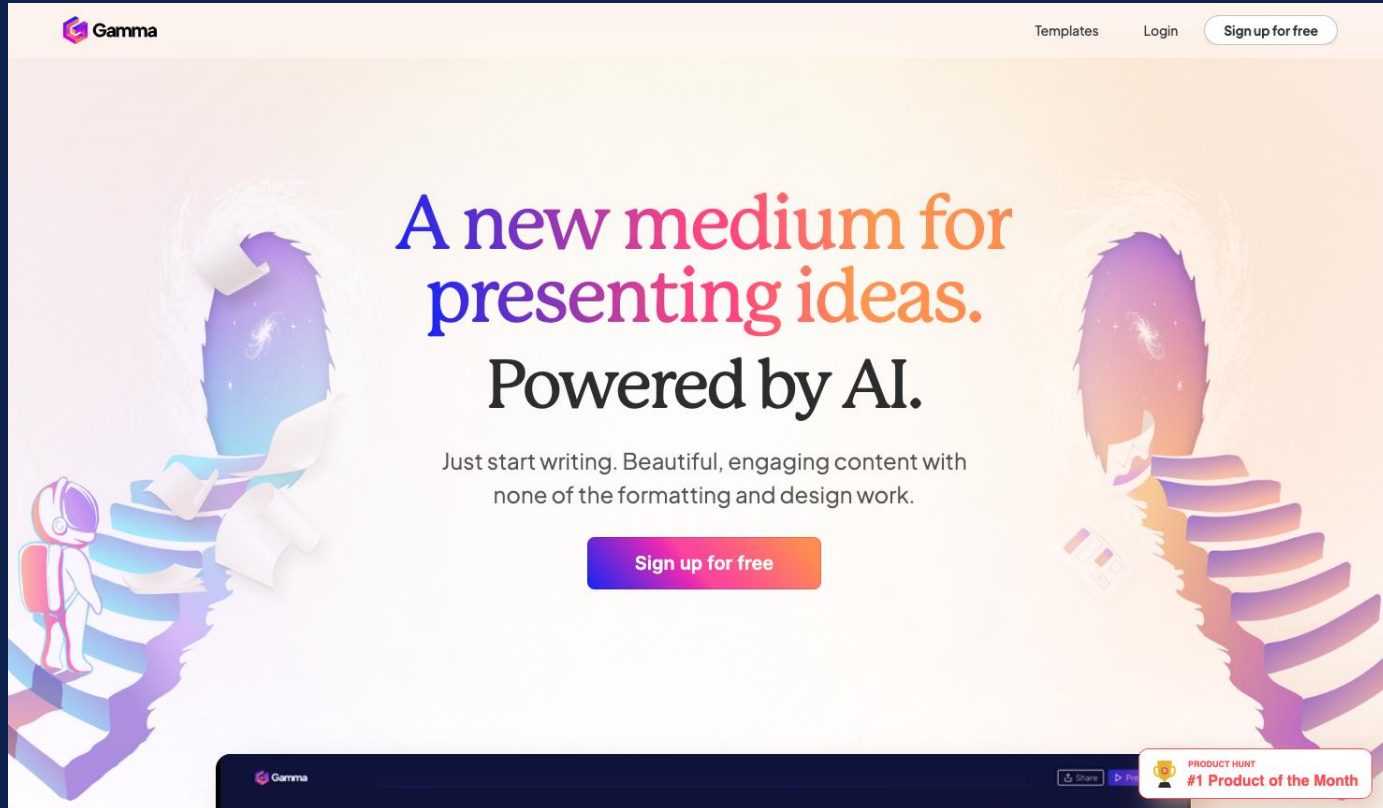 Gamma
Templates
Login
Sign up for free
A new medium for
presenting ideas.
Powered by AI.
Just start writing. Beautiful, engaging content with
none of the formatting and design work.
Sign up for free
Gamma
Share
PRODUCT HUNT
#1 Product of the Month